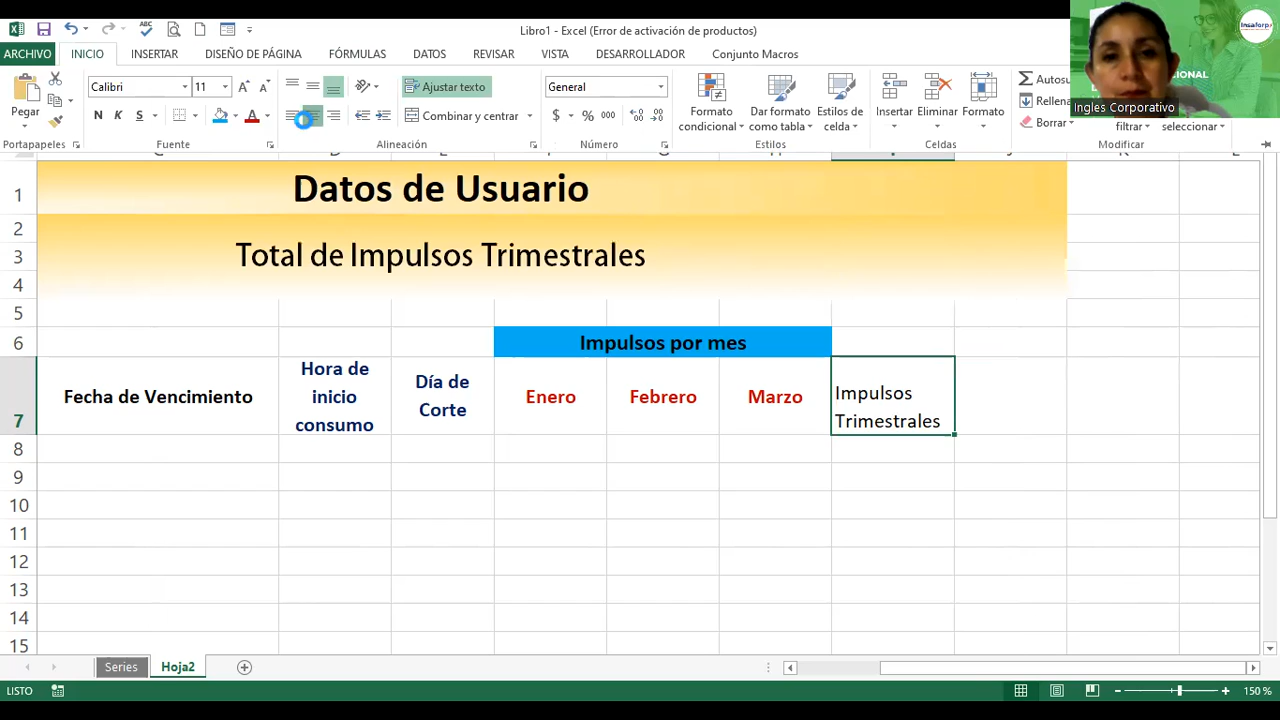 Libro1 - Excel (Error de activación de productos)
Insaforp
ARCHIVO INICIO INSERTAR DISEÑO DE PÁGINA FÓRMULAS DATOS REVISAR VISTA DESARROLLADOR Conjunto Macros
Pegar
Calibri 11
N K S
Ajustar texto
Combinar y centrar
General
$ % 000
Formato condicional
Dar formato como tabla
Estilos de celda
Insertar Eliminar Formato
Autosu
Rellena
Borrar
filtrar
seleccionar
IONAL
Ingles Corporativo
Portapapeles Fuente Alineación Número Estilos Celdas Modificar
1 Datos de Usuario
2
3 Total de Impulsos Trimestrales
4
5
6 Impulsos por mes
7 Fecha de Vencimiento
Hora de
inicio
consumo
Día de
Corte
Enero Febrero Marzo
Impulsos
Trimestrales
8
9
10
11
12
13
14
15
Series Hoja2
LISTO
150 %